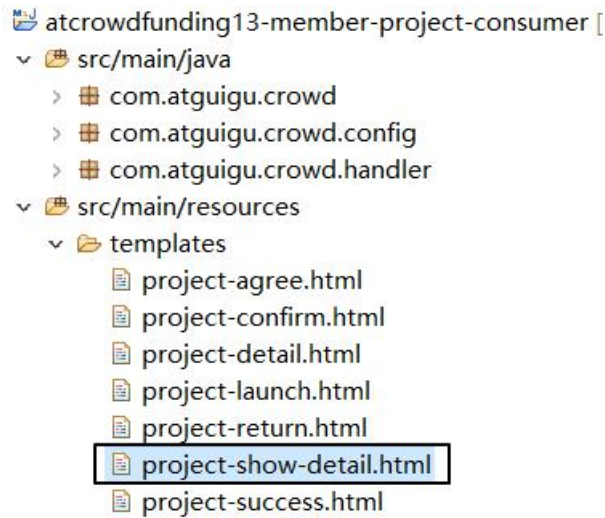 atcrowdfunding13-member-project-consumer [
src/main/java
com.atguigu.crowd
com.atguigu.crowd.config
com.atguigu.crowd.handler
src/main/resources
templates
project-agree.html
project-confirm.html
project-detail.html
project-launch.html
project-return.html
project-show-detail.html
project-success.html